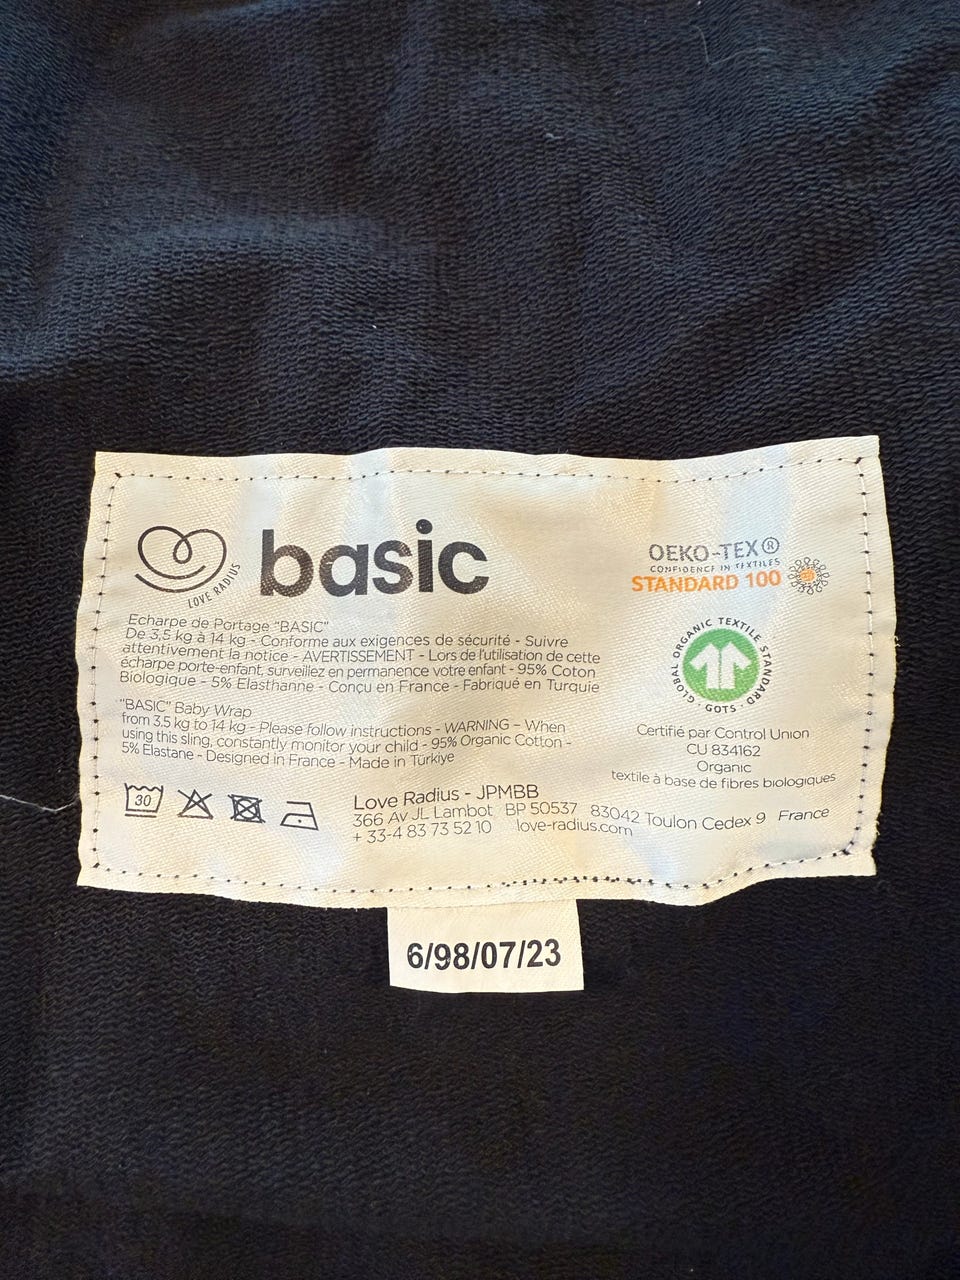 LOVE RADIUS
basic
OEKO-TEX®
CONFIDENCE IN TEXTILES
STANDARD 100
Echarpe de Portage "BASIC"
De 3,5 kg à 14 kg - Conforme aux exigences de sécurité - Suivre
attentivement la notice - AVERTISSEMENT - Lors de l'utilisation de cette
écharpe porte-enfant, surveillez en permanence votre enfant - 95% Coton
Biologique - 5% Elasthanne - Conçu en France - Fabriqué en Turquie
"BASIC" Baby Wrap
from 3.5 kg to 14 kg - Please follow instructions - WARNING - When
using this sling, constantly monitor your child - 95% Organic Cotton -
5% Elastane - Designed in France - Made in Türkiye
GLOBAL ORGANIC TEXTILE STANDARD · GOTS ·
Certifié par Control Union
CU 834162
Organic
textile à base de fibres biologiques
30
Love Radius - JPMBB
366 Av JL Lambot BP 50537 83042 Toulon Cedex 9 France
+ 33-4 83 73 52 10 love-radius.com
6/98/07/23